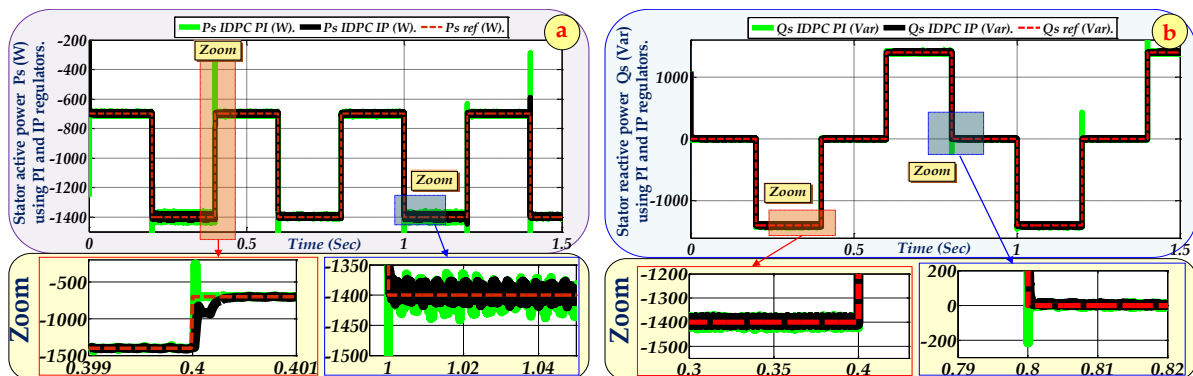 Ps IDPC PI (W). Ps IDPC IP (W). Ps ref (W).
a
Stator active power Ps (W)
using PI and IP regulators.
-200
-400
-600
-800
-1000
-1200
-1400
Zoom
Zoom
0 0.5 1 1.5
Time (Sec)
Qs IDPC PI (Var) Qs IDPC IP (Var). Qs ref (Var).
b
Stator reactive power Qs (Var)
using PI and IP regulators.
1000
0
-1000
Zoom
Zoom
0 0.5 1 1.5
Time (Sec)
Zoom
-500
-1000
-1500
0.399 0.4 0.401
-1350
-1400
-1450
-1500
1 1.02 1.04
Zoom
-1200
-1300
-1400
-1500
0.3 0.35 0.4
200
0
-200
0.79 0.8 0.81 0.82